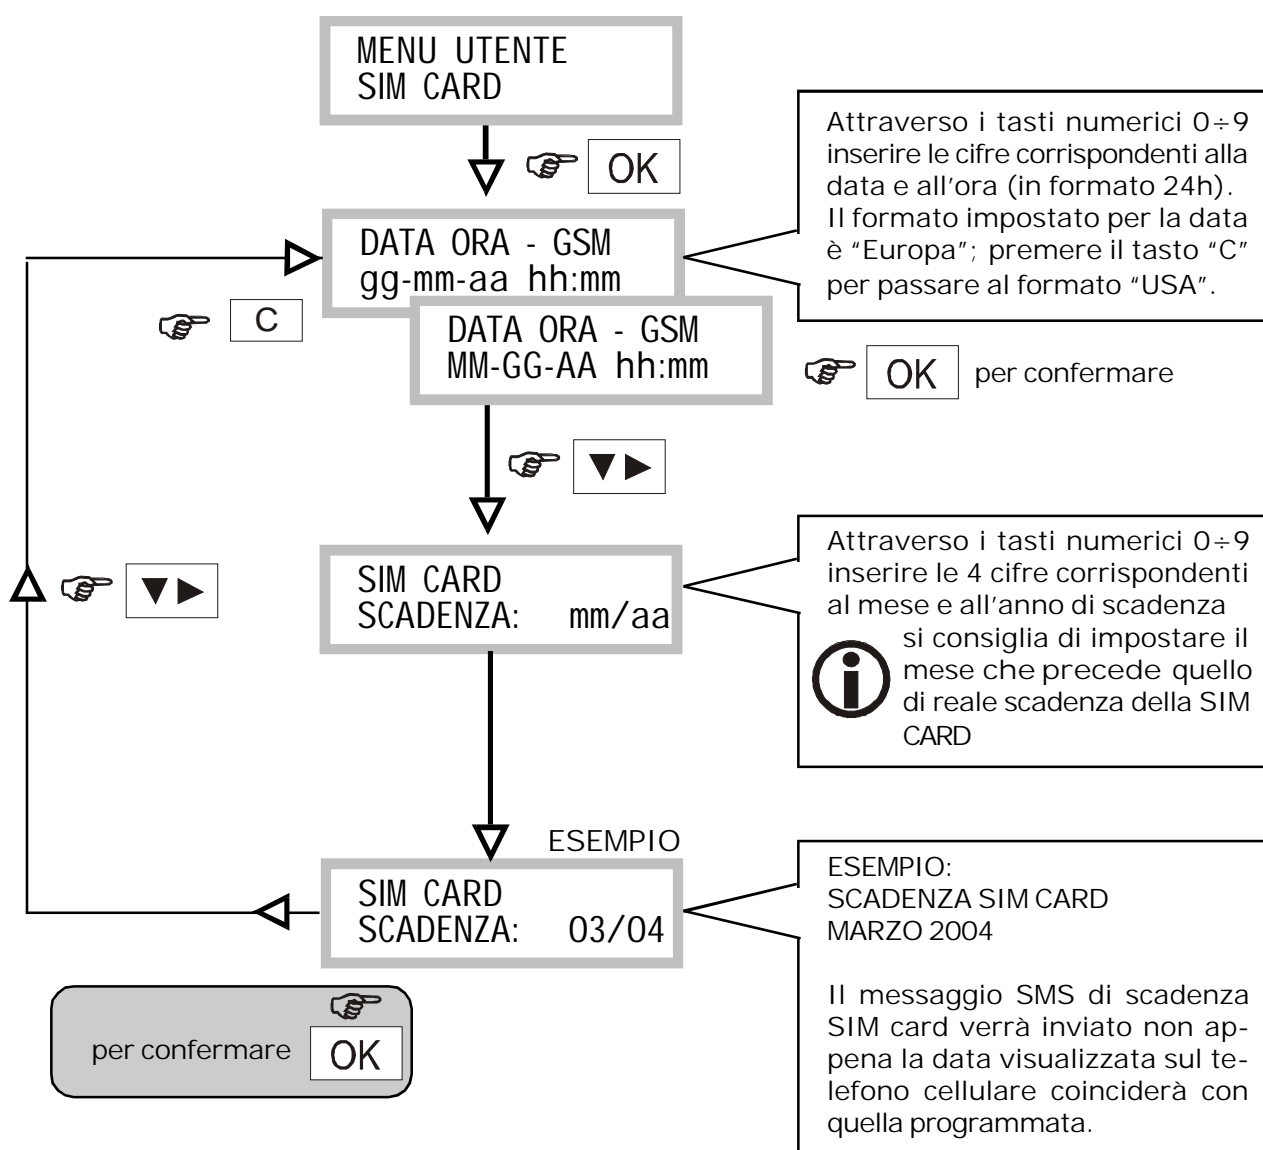 MENU UTENTE
SIM CARD
OK
Attraverso i tasti numerici 0÷9
inserire le cifre corrispondenti alla
data e all'ora (in formato 24h).
Il formato impostato per la data
è “Europa”; premere il tasto “C”
per passare al formato “USA”.
DATA ORA - GSM
gg-mm-aa hh:mm
C
DATA ORA - GSM
MM-GG-AA hh:mm
OK per confermare
▼►
SIM CARD
SCADENZA: mm/aa
Attraverso i tasti numerici 0÷9
inserire le 4 cifre corrispondenti
al mese e all'anno di scadenza
si consiglia di impostare il
mese che precede quello
di reale scadenza della SIM
CARD
▼►
ESEMPIO
SIM CARD
SCADENZA: 03/04
ESEMPIO:
SCADENZA SIM CARD
MARZO 2004
Il messaggio SMS di scadenza
SIM card verrà inviato non ap-
pena la data visualizzata sul te-
lefono cellulare coinciderà con
quella programmata.
per confermare OK